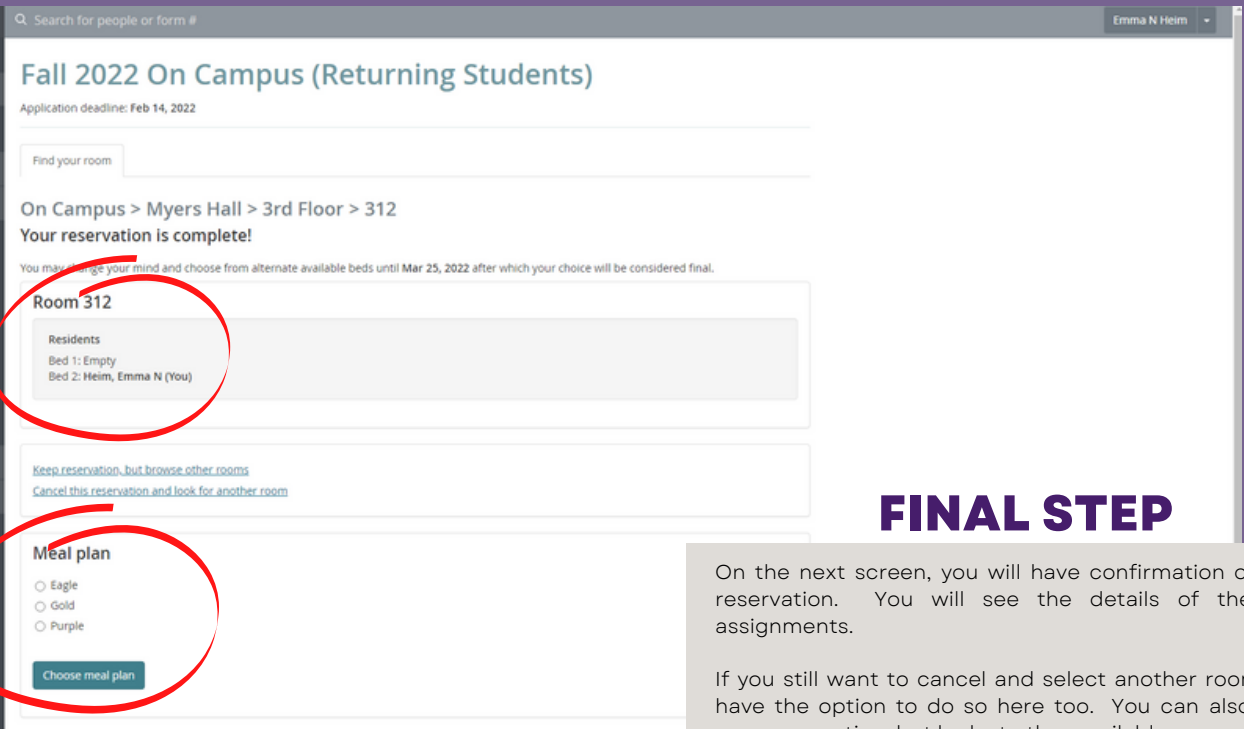 Search for people or form #
Emma N Heim
Fall 2022 On Campus (Returning Students)
Application deadline: Feb 14, 2022
Find your room
On Campus > Myers Hall > 3rd Floor > 312
Your reservation is complete!
You may change your mind and choose from alternate available beds until Mar 25, 2022 after which your choice will be considered final.
Room 312
Residents
Bed 1: Empty
Bed 2: Heim, Emma N (You)
Keep reservation, but browse other rooms
Cancel this reservation and look for another room
Meal plan
Eagle
Gold
Purple
Choose meal plan
FINAL STEP
On the next screen, you will have confirmation
reservation. You will see the details of the
assignments.
If you still want to cancel and select another
have the option to do so here too. You can also